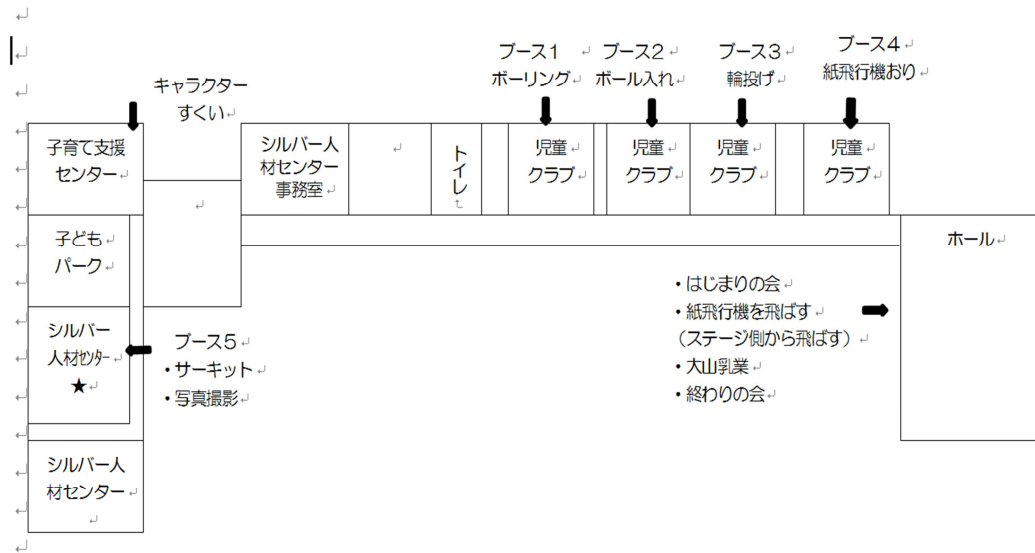 ブース1
ボーリング
ブース2
ボール入れ
ブース3
輪投げ
ブース4
紙飛行機おり
キャラクター
すくい
子育て支援
センター
シルバー人
材センター
事務室
トイレ
児童
クラブ
児童
クラブ
児童
クラブ
児童
クラブ
子ども
パーク
ホール
・はじまりの会
・紙飛行機を飛ばす
(ステージ側から飛ばす)
・大山乳業
・終わりの会
シルバー
人材センター
★
ブース5
・サーキット
・写真撮影
シルバー人
材センター